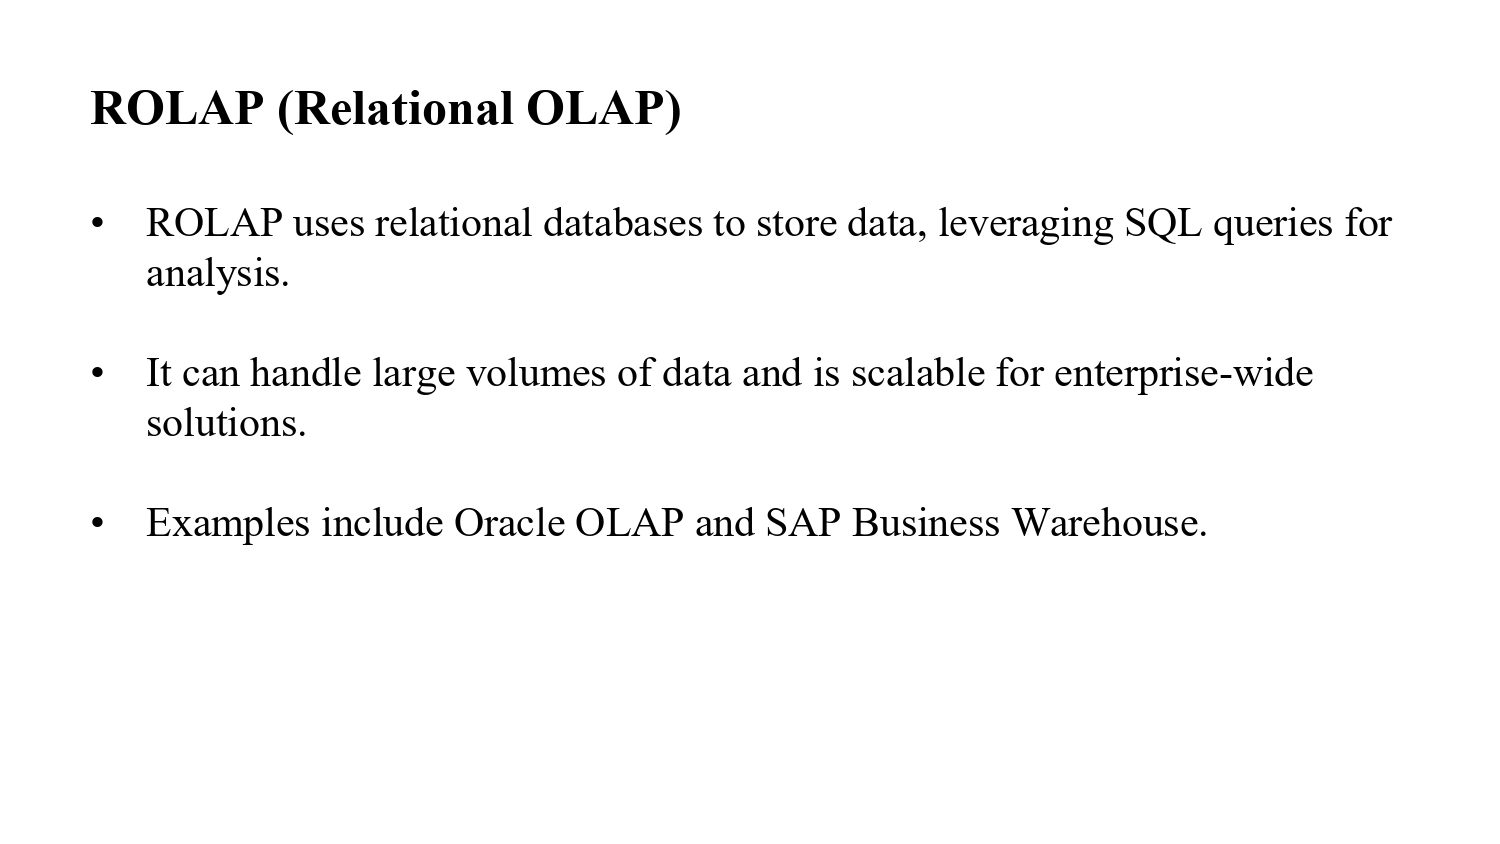 ROLAP (Relational OLAP)
• ROLAP uses relational databases to store data, leveraging SQL queries for
analysis.
• It can handle large volumes of data and is scalable for enterprise-wide
solutions.
• Examples include Oracle OLAP and SAP Business Warehouse.